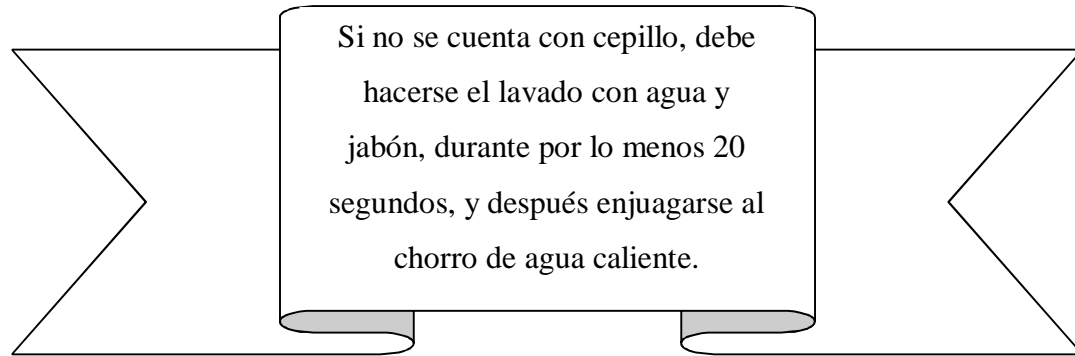 Si no se cuenta con cepillo, debe
hacerse el lavado con agua y
jabón, durante por lo menos 20
segundos, y después enjuagarse al
chorro de agua caliente.